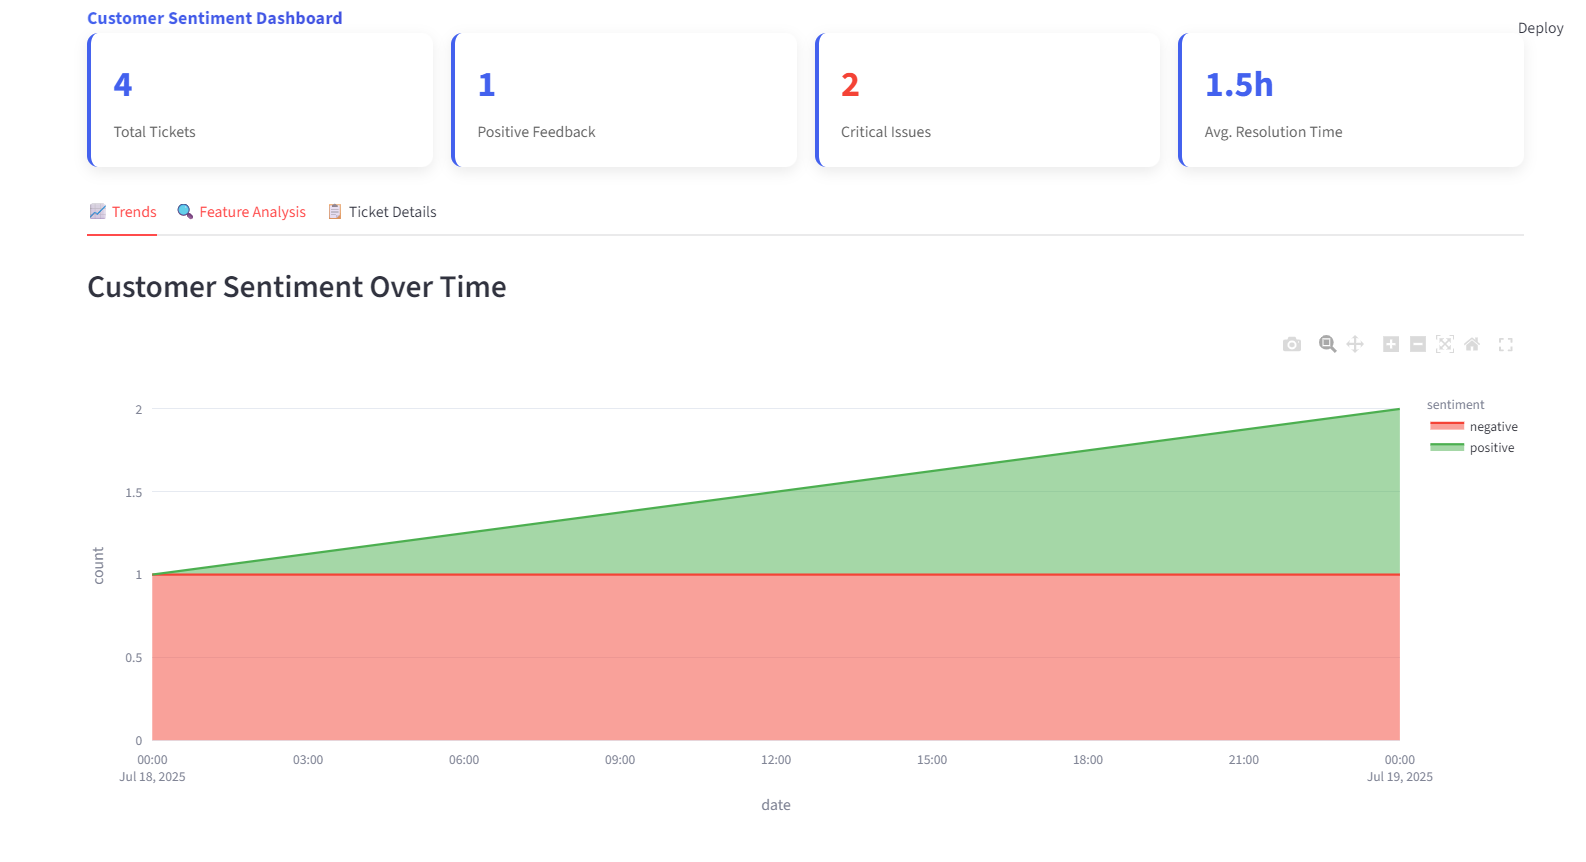 Customer Sentiment Dashboard
Deploy
4
Total Tickets
1
Positive Feedback
2
Critical Issues
1.5h
Avg. Resolution Time
Trends
Feature Analysis
Ticket Details
Customer Sentiment Over Time
sentiment
negative
positive
count
2
1.5
1
0.5
0
00:00
Jul 18, 2025
03:00
06:00
09:00
12:00
15:00
18:00
21:00
00:00
Jul 19, 2025
date